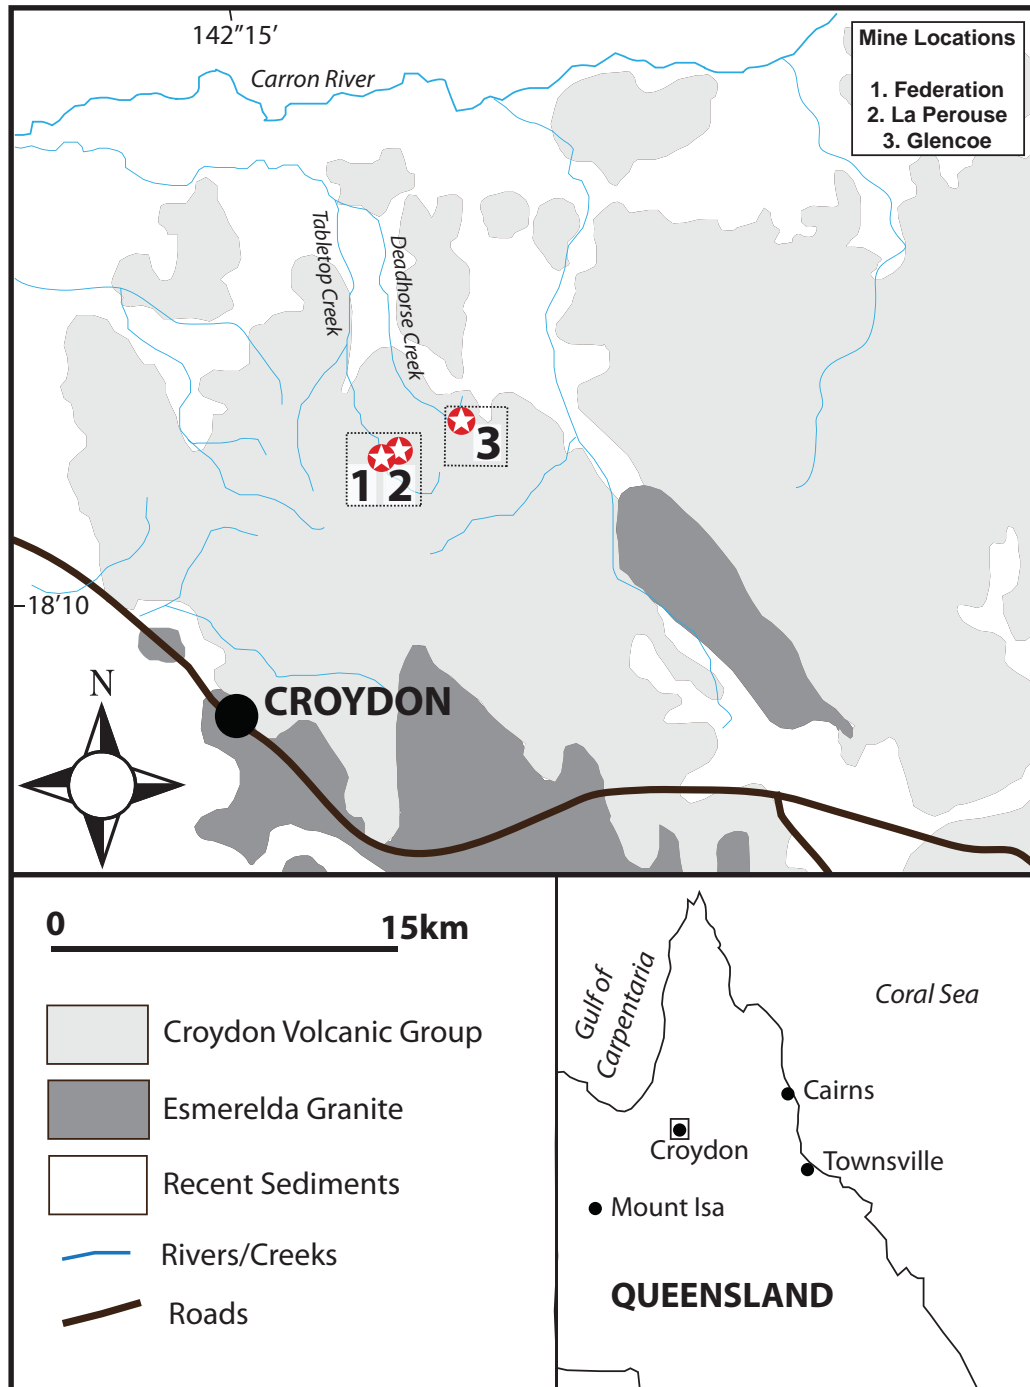 142"15'
Carron River
Mine Locations
1. Federation
2. La Perouse
3. Glencoe
Tabletop Creek
Deadhorse Creek
3
1 2
18'10
N
CROYDON
0 15km
Croydon Volcanic Group
Esmerelda Granite
Recent Sediments
Rivers/Creeks
Roads
Gulf of
Carpentaria
Coral Sea
Cairns
Croydon
Townsville
Mount Isa
QUEENSLAND